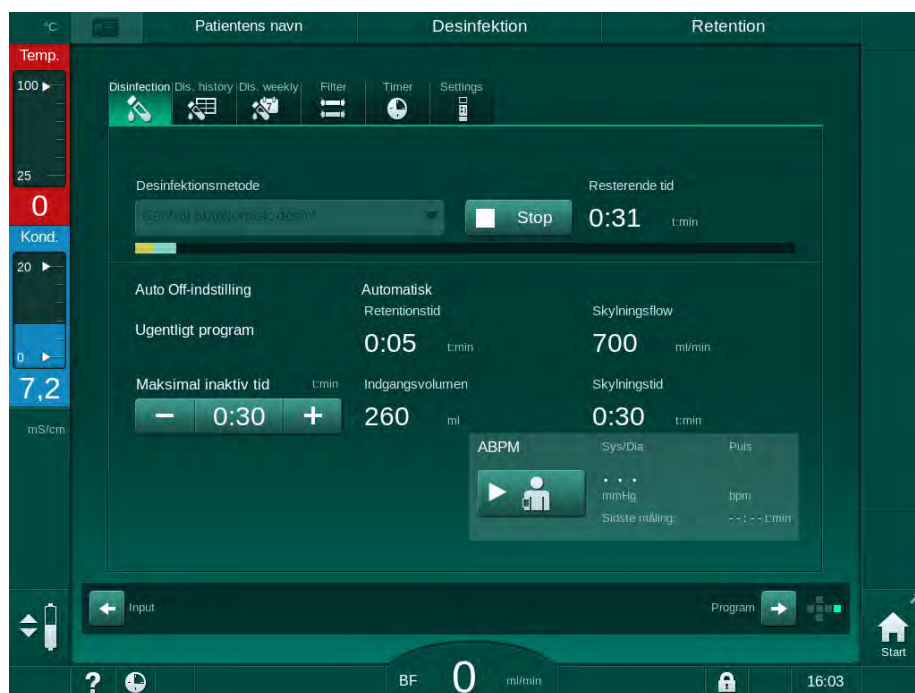 °C
Patientens navn
Desinfektion
Retention
Temp.
100
25
0
Kond.
20
0
7,2
mS/cm
Disinfection Dis. history Dis. weekly Filter Timer Settings
Desinfektionsmetode
Resterende tid
Central automatisk desinf.
Stop
0:31 t:min
Auto Off-indstilling
Automatisk
Retentionstid
Skylningsflow
Ugentligt program
0:05 t:min
700 ml/min
Maksimal inaktiv tid t:min
Indgangsvolumen
Skylningstid
− 0:30 +
260 ml
0:30 t:min
ABPM
Sys/Dia
Puls
. . .
mmHg
bpm
Sidste måling:
--:-- t:min
Input
Program
Start
?
BF 0 ml/min
16:03